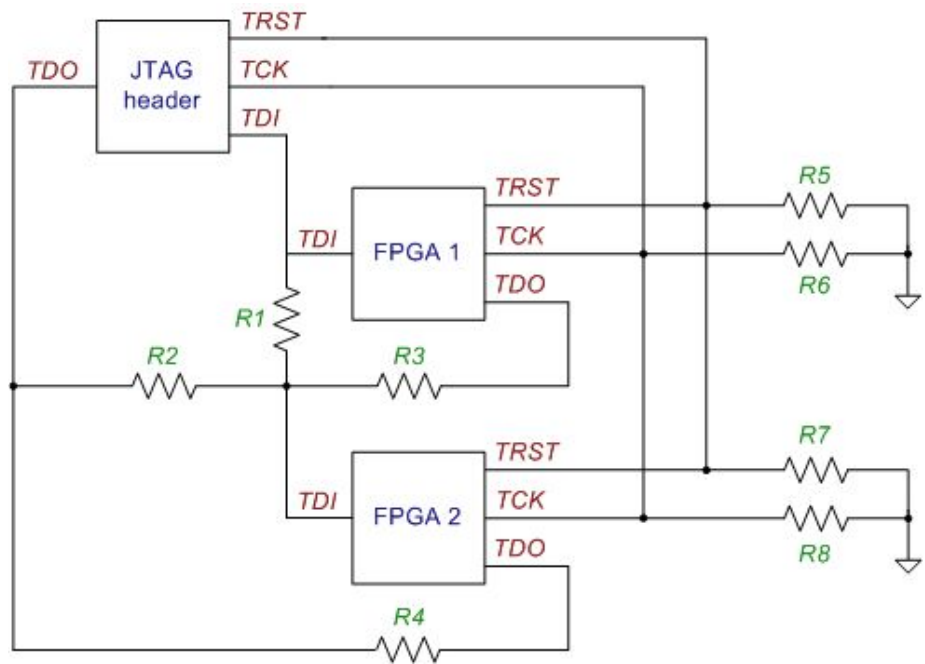 TRST
TDO
JTAG
header
TCK
TDI
TRST
R5
TDI
FPGA 1
TCK
R6
TDO
R1
R2
R3
TRST
R7
TDI
FPGA 2
TCK
R8
TDO
R4